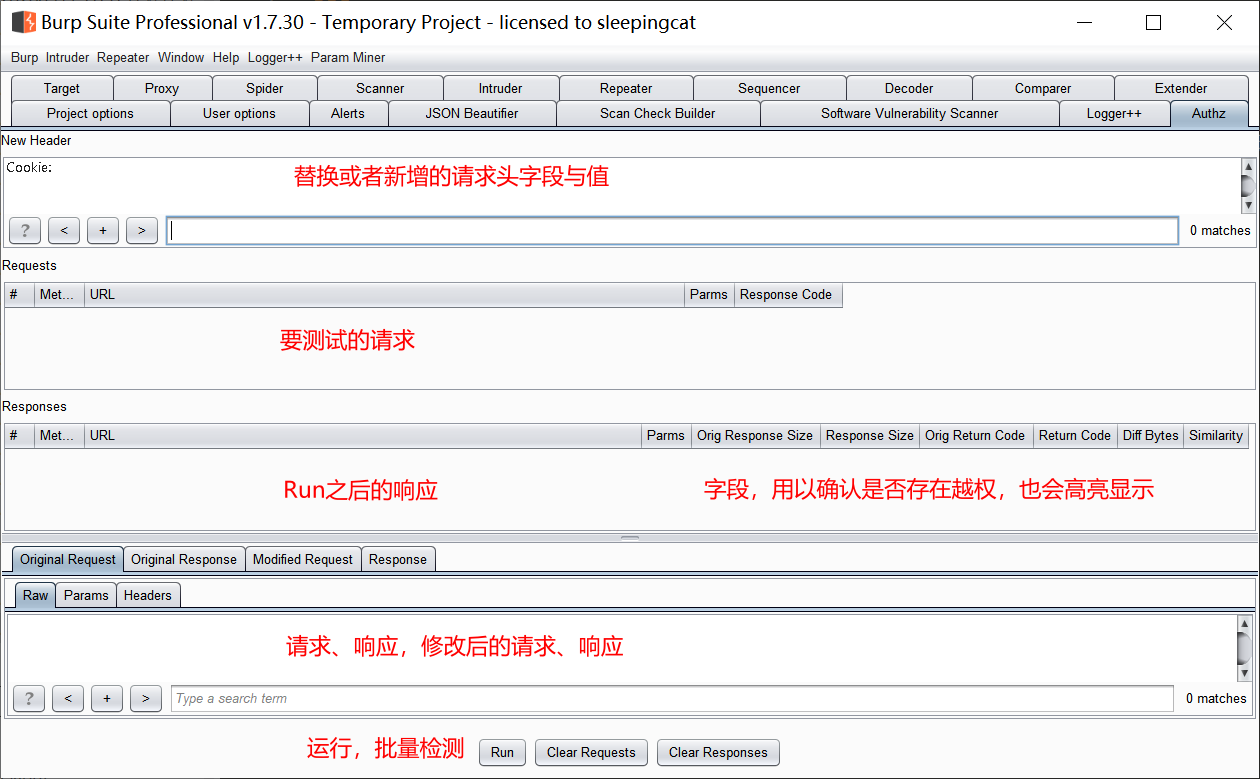 Burp Suite Professional v1.7.30 - Temporary Project - licensed to sleepingcat
Burp Intruder Repeater Window Help Logger++ Param Miner
Target Proxy Spider Scanner Intruder Repeater Sequencer Decoder Comparer Extender
Project options User options Alerts JSON Beautifier Scan Check Builder Software Vulnerability Scanner Logger++ Authz
New Header
Cookie:
替换或者新增的请求头字段与值
? < + > 0 matches
Requests
# Met... URL Parms Response Code
要测试的请求
Responses
# Met... URL Parms Orig Response Size Response Size Orig Return Code Return Code Diff Bytes Similarity
Run之后的响应 字段，用以确认是否存在越权，也会高亮显示
Original Request Original Response Modified Request Response
Raw Params Headers
请求、响应，修改后的请求、响应
? < + > Type a search term 0 matches
运行，批量检测 Run Clear Requests Clear Responses